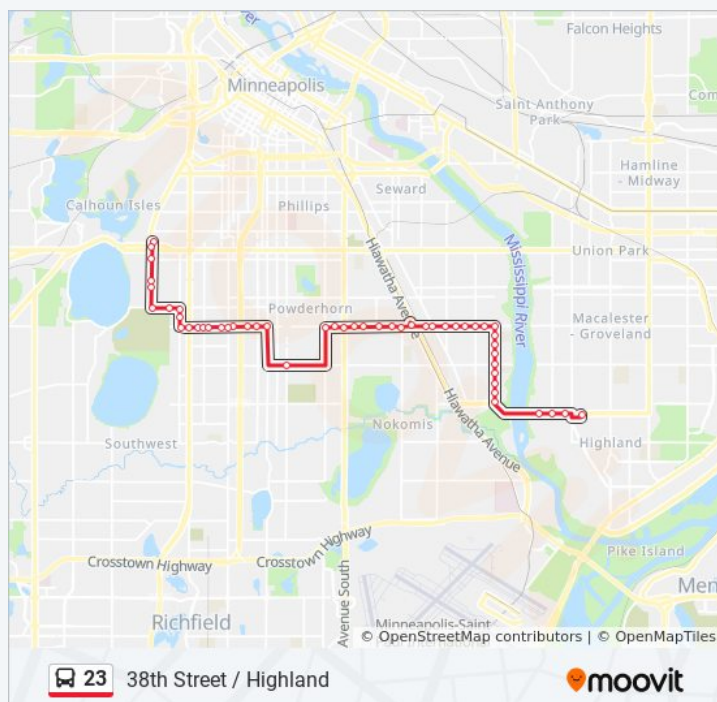 Falcon Heights
River
Minneapolis
Com
Saint Anthony
Park
Hamline
- Midway
Seward
Calhoun Isles
Phillips
Hiawatha Avenue
Mississippi River
Union Park
Powderhorn
Macalester
- Groveland
Hiawatha Avenue
Nokomis
Southwest
Highland
Crosstown Highway
Crosstown Highway
Pike Island
Avenue South
Men
Richfield
Minneapolis-Saint
© OpenStreetMap contributors | © OpenMapTiles
23 38th Street / Highland
moovit